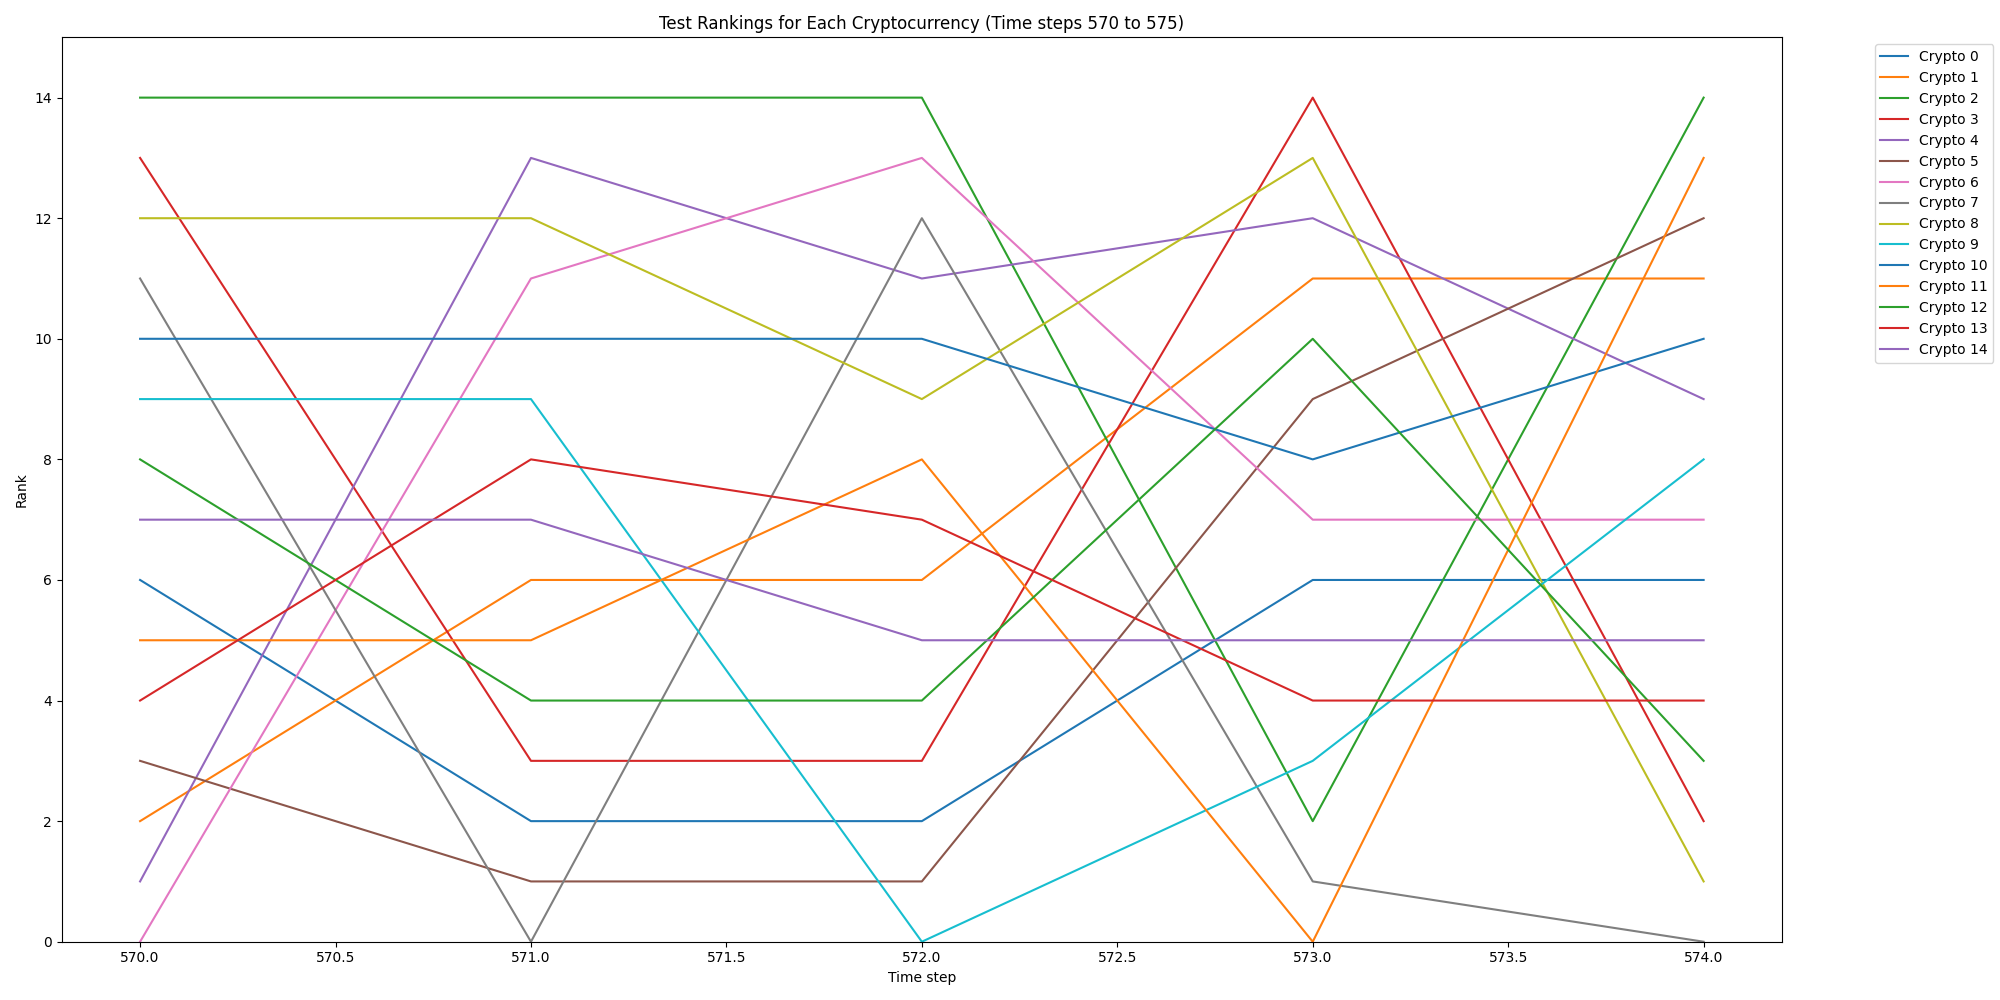 Test Rankings for Each Cryptocurrency (Time steps 570 to 575)
Rank
14
12
10
8
6
4
2
0
570.0 570.5 571.0 571.5 572.0 572.5 573.0 573.5 574.0
Time step
Crypto 0
Crypto 1
Crypto 2
Crypto 3
Crypto 4
Crypto 5
Crypto 6
Crypto 7
Crypto 8
Crypto 9
Crypto 10
Crypto 11
Crypto 12
Crypto 13
Crypto 14